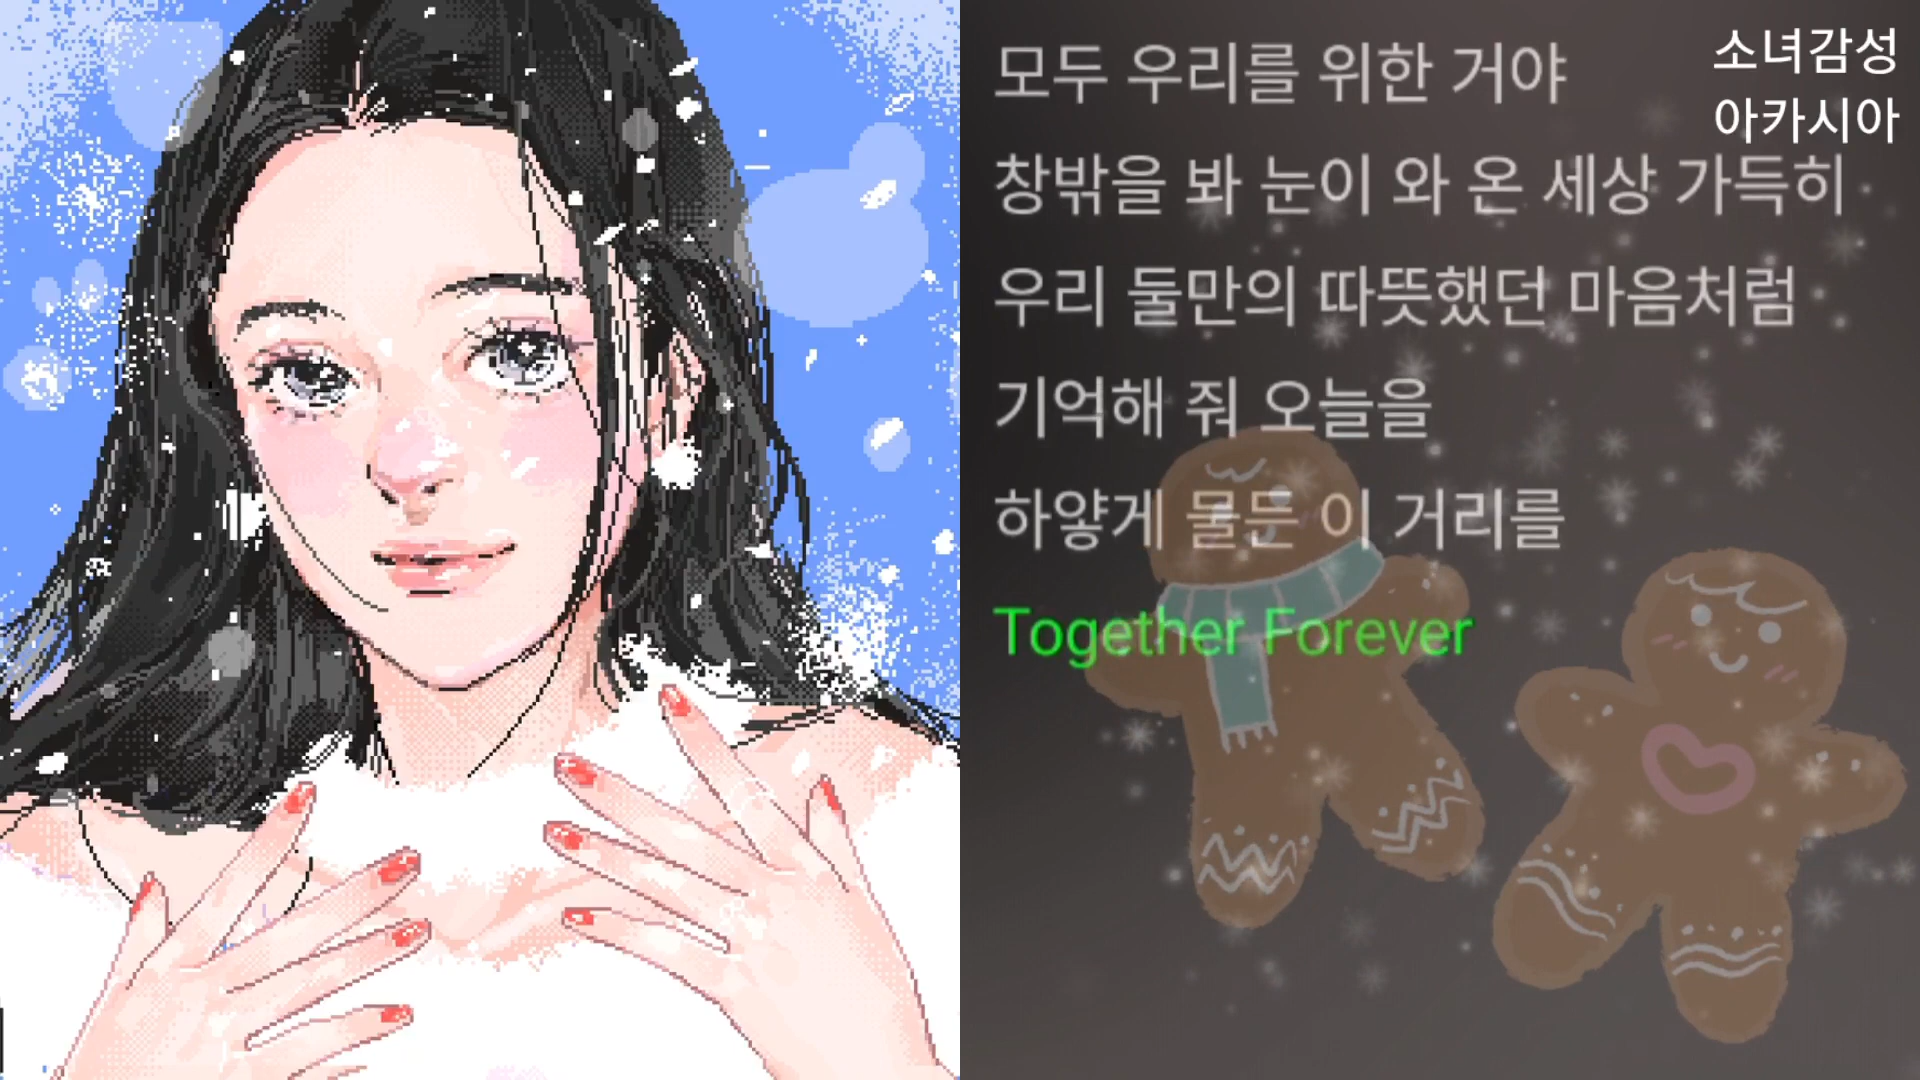 모두 우리를 위한 거야
창밖을 봐 눈이 와 온 세상 가득히
우리 둘만의 따뜻했던 마음처럼
기억해 줘 오늘을
하얗게 물든 이 거리를
Together Forever
소녀감성
아카시아